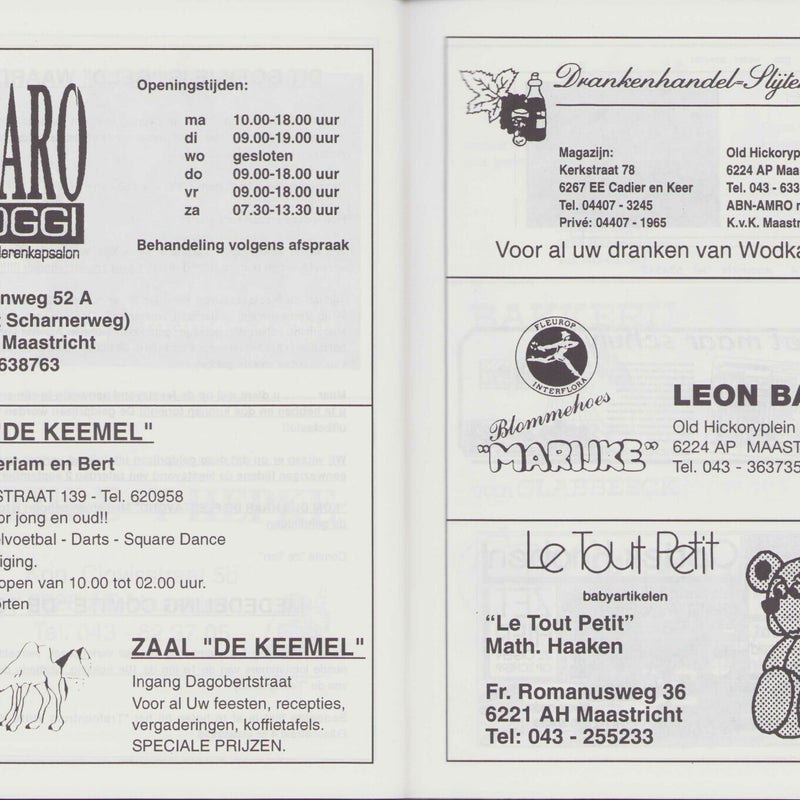 ARO
OGGI
derenkapsalon
Openingstijden:
ma 10.00-18.00 uur
di 09.00-19.00 uur
wo gesloten
do 09.00-18.00 uur
vr 09.00-18.00 uur
za 07.30-13.30 uur
Behandeling volgens afspraak
nweg 52 A
t Scharnerweg)
Maastricht
638763
"DE KEEMEL"
eriam en Bert
STRAAT 139 - Tel. 620958
or jong en oud!!
elvoetbal - Darts - Square Dance
iging.
open van 10.00 tot 02.00 uur.
orten
ZAAL "DE KEEMEL"
Ingang Dagobertstraat
Voor al Uw feesten, recepties,
vergaderingen, koffietafels.
SPECIALE PRIJZEN.
Drankenhandel-Slijter
Magazijn:
Kerkstraat 78
6267 EE Cadier en Keer
Tel. 04407 - 3245
Privé: 04407 - 1965
Old Hickoryp
6224 AP Maa
Tel. 043 - 633
ABN-AMRO r
K.v.K. Maastr
Voor al uw dranken van Wodka
FLEUROP
INTERFLORA
Blommehoes
"MARIJKE"
LEON BA
Old Hickoryplein
6224 AP MAAST
Tel. 043 - 363735
Le Tout Petit
babyartikelen
“Le Tout Petit”
Math. Haaken
Fr. Romanusweg 36
6221 AH Maastricht
Tel: 043 - 255233